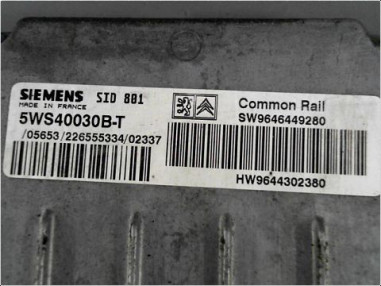 SIEMENS SID 801
MADE IN FRANCE
5WS40030B-T
/05653/226555334/02337
Common Rail
SW9646449280
HW9644302380